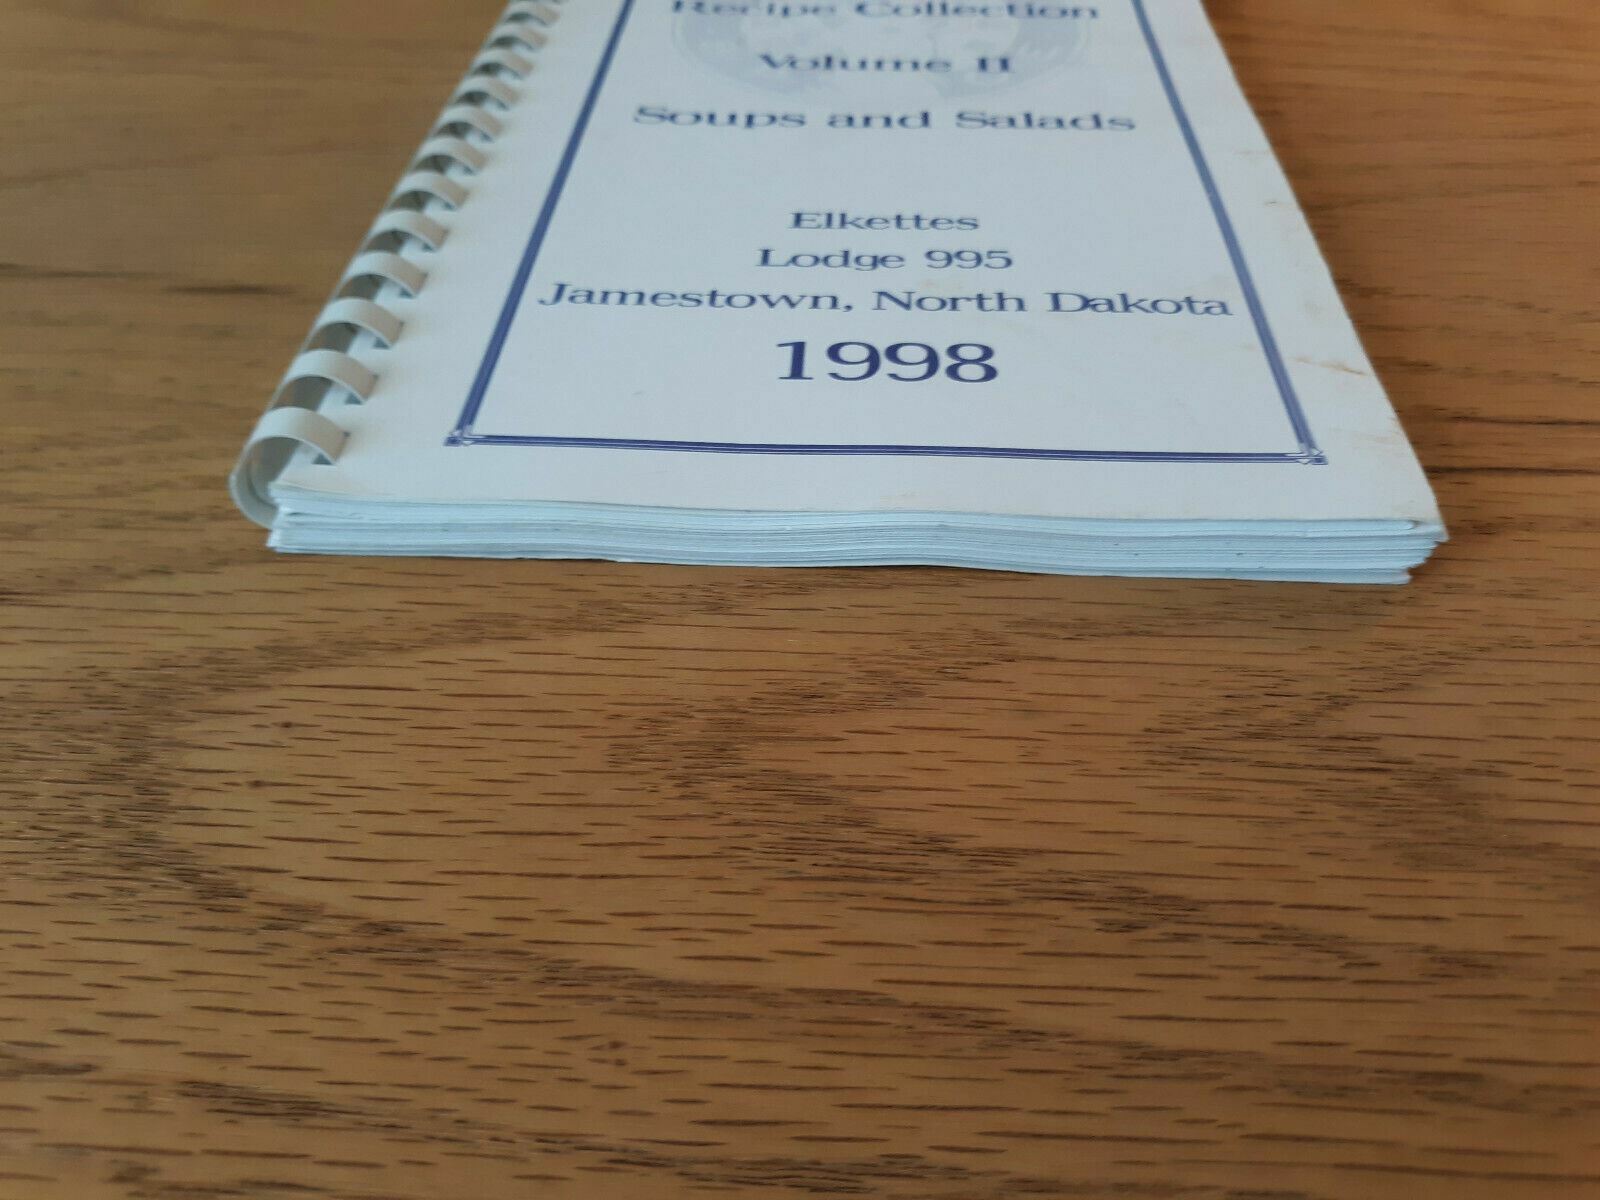 Recipe Collection
Volume II
Soups and Salads
Elkettes
Lodge 995
Jamestown, North Dakota
1998